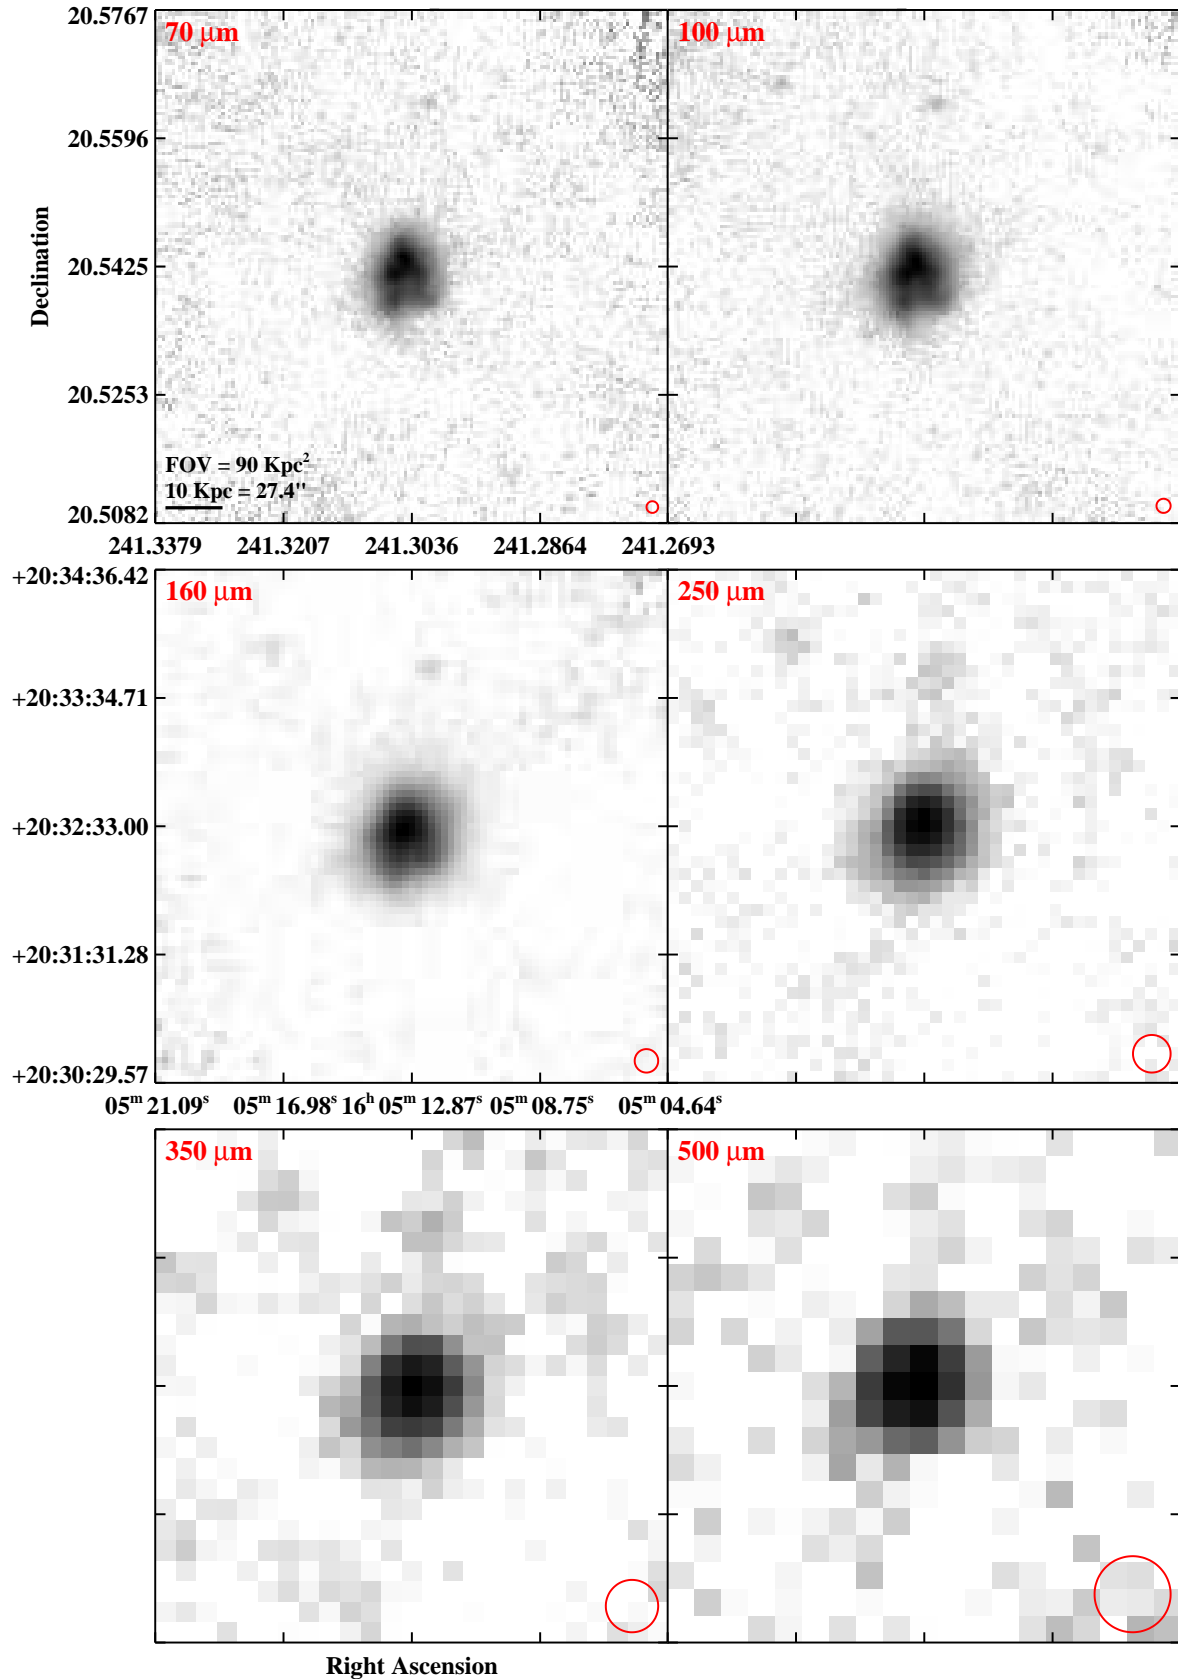 20.5767
70 μm
100 μm
20.5596
20.5425
20.5253
20.5082
Declination
FOV = 90 Kpc²
10 Kpc = 27.4"
241.3379 241.3207 241.3036 241.2864 241.2693
+20:34:36.42
160 μm
250 μm
+20:33:34.71
+20:32:33.00
+20:31:31.28
+20:30:29.57
05ᵐ 21.09ˢ 05ᵐ 16.98ˢ 16ʰ 05ᵐ 12.87ˢ 05ᵐ 08.75ˢ 05ᵐ 04.64ˢ
350 μm
500 μm
Right Ascension